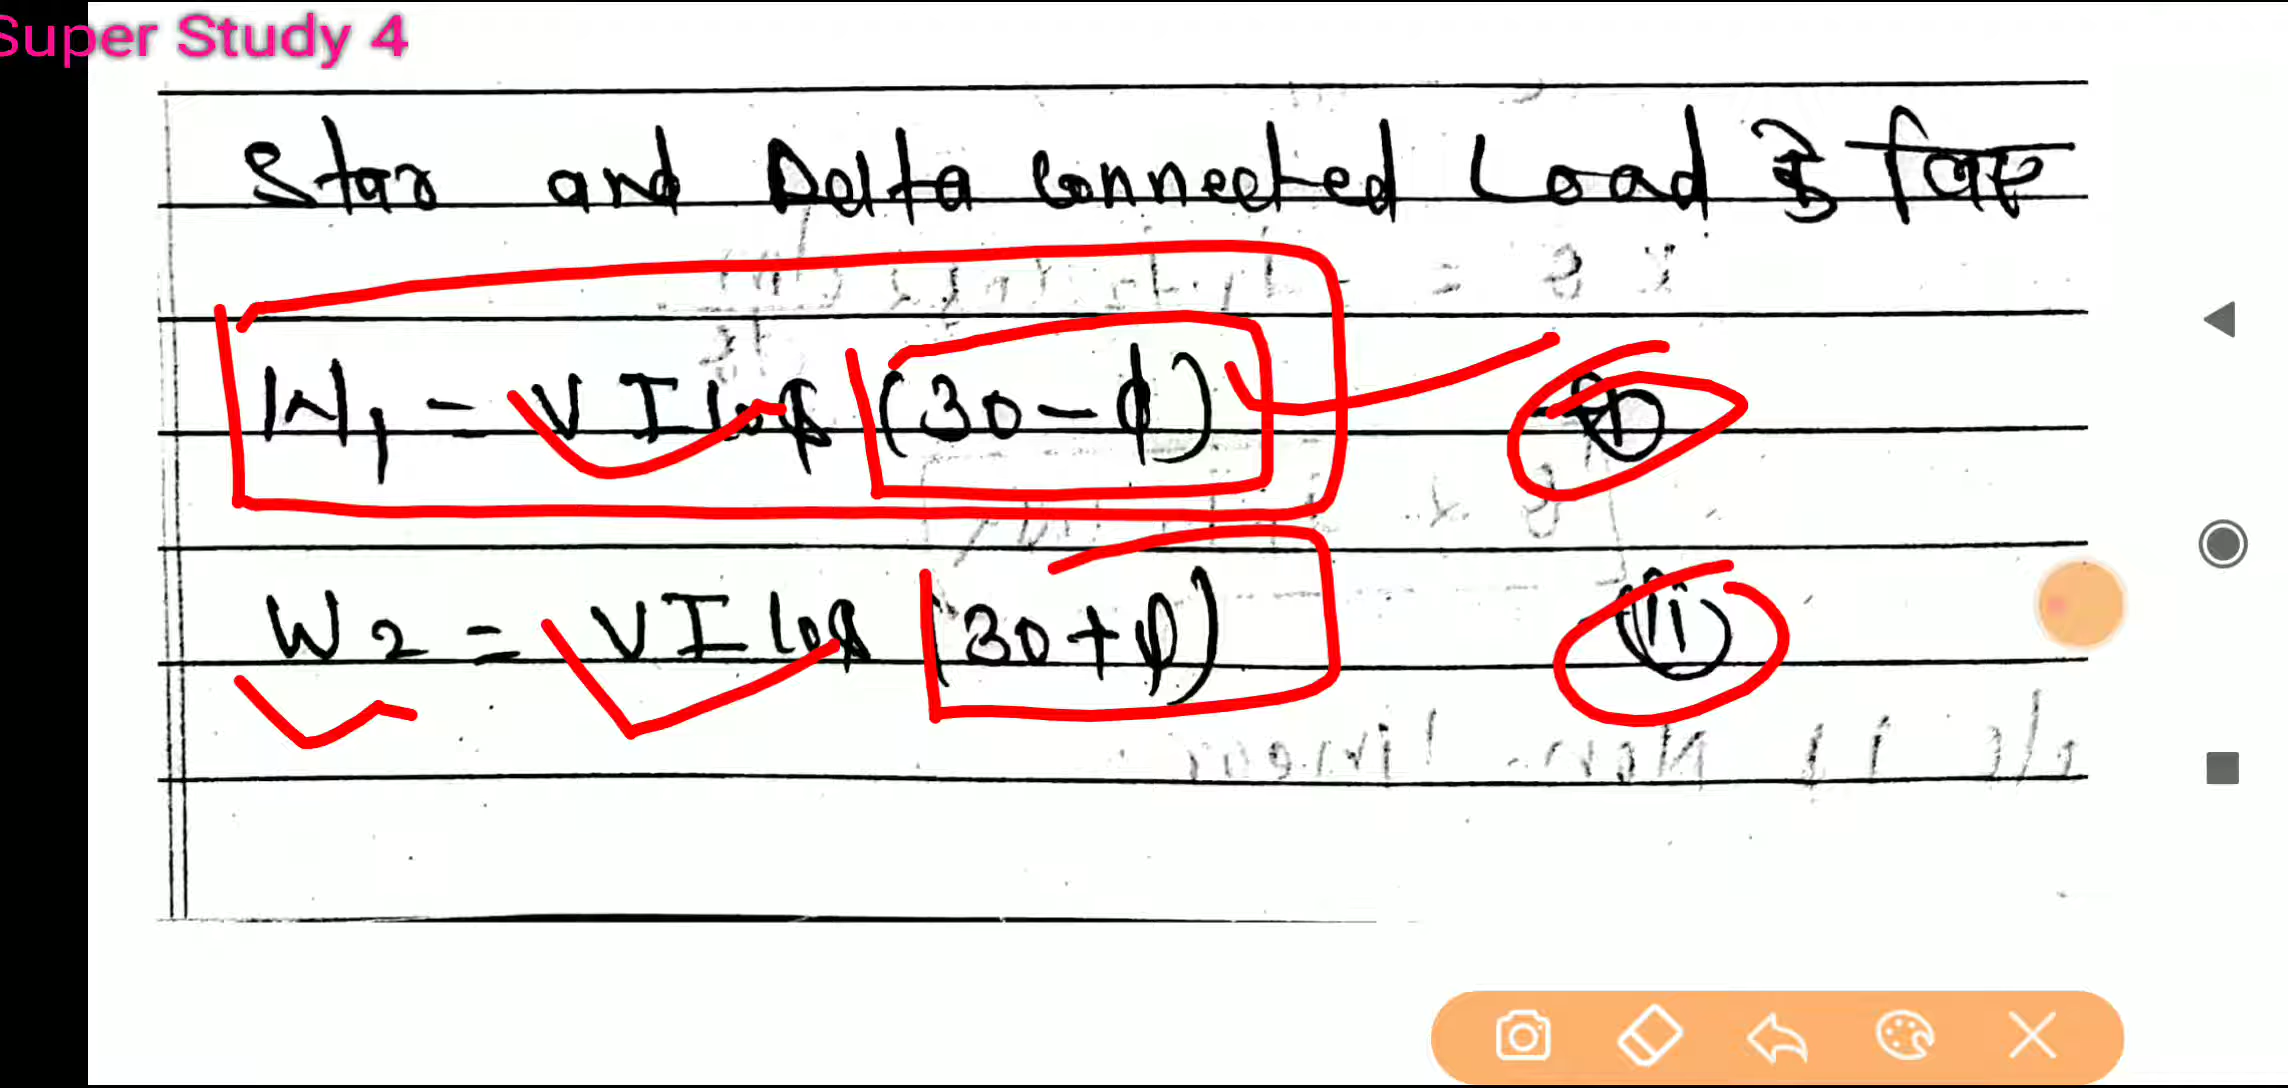 Super Study 4
Star and Delta Connected Load के लिए
W1 = VI Cos (30 - ϕ) - (i)
W2 = VI Cos (30 + ϕ) (ii)